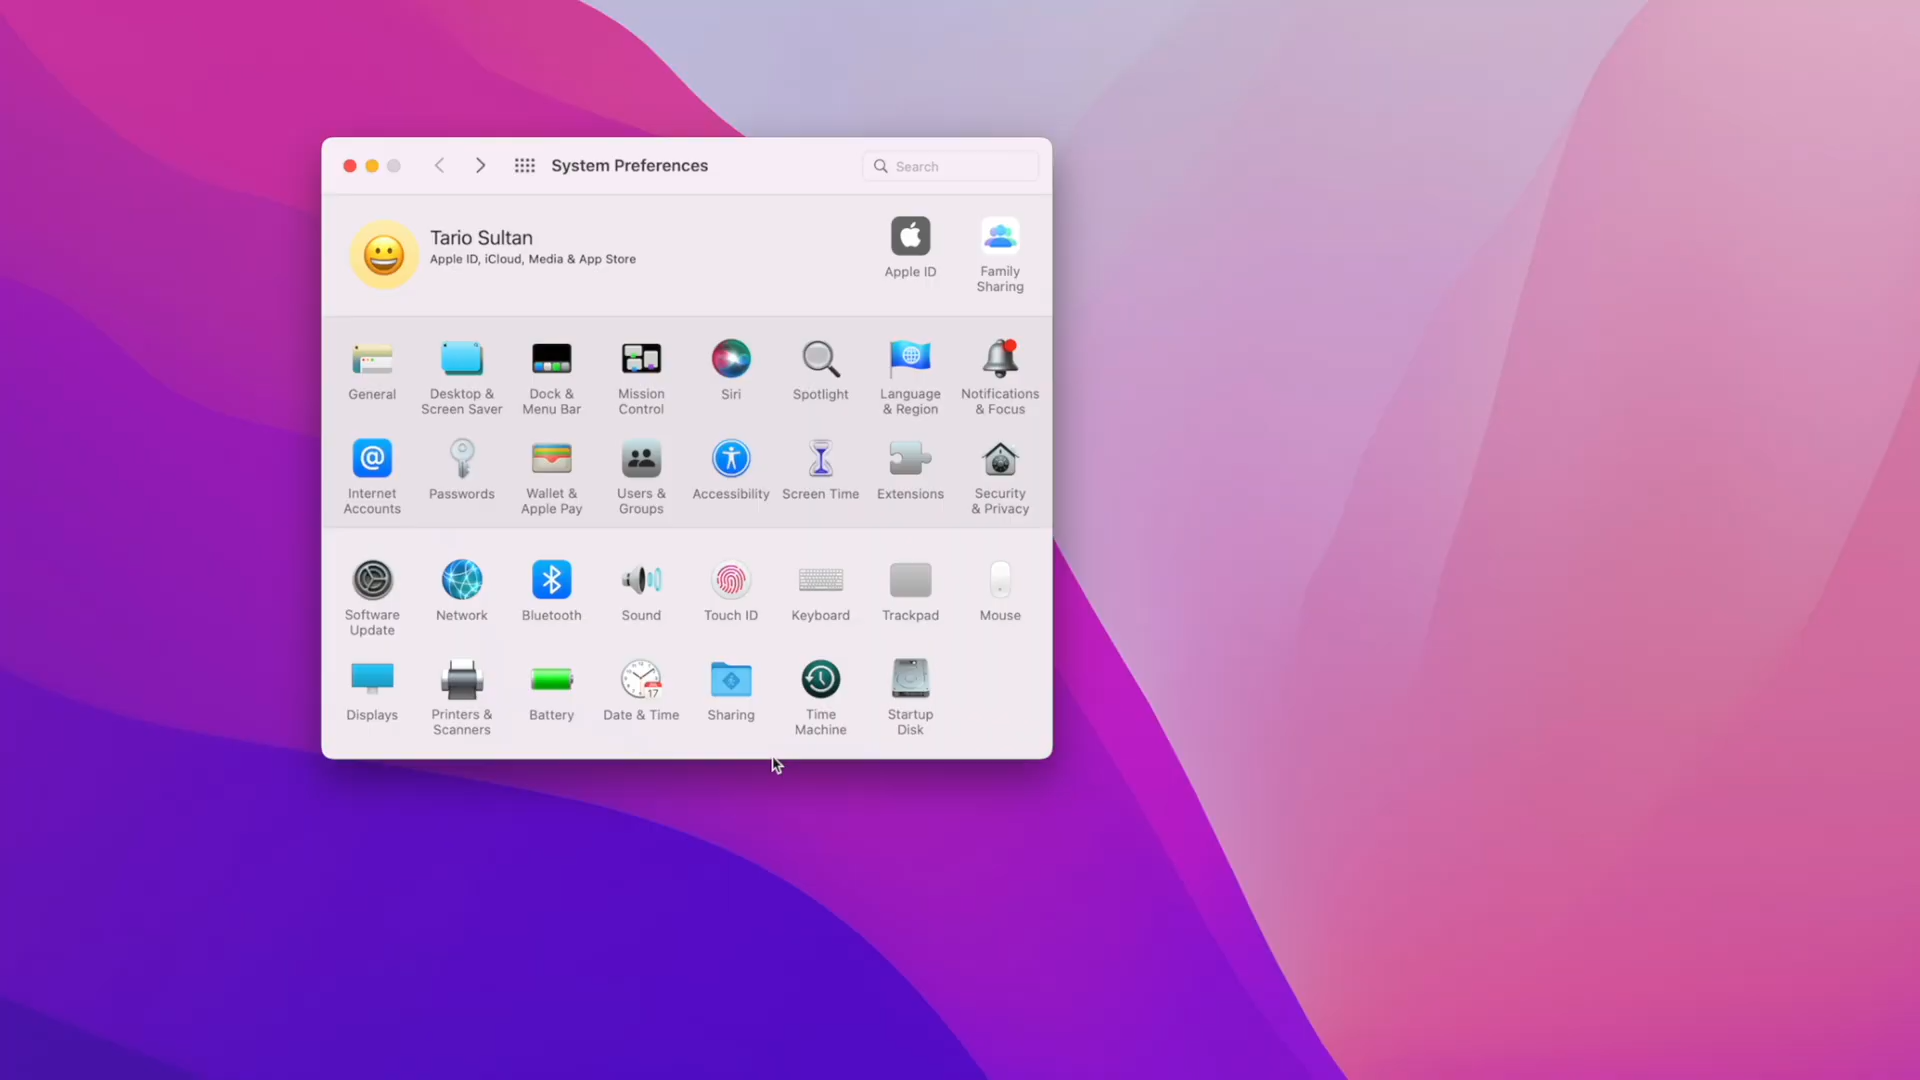 System Preferences
Search
Tario Sultan
Apple ID, iCloud, Media & App Store
Apple ID
Family
Sharing
General
Desktop &
Screen Saver
Dock &
Menu Bar
Mission
Control
Siri
Spotlight
Language
& Region
Notifications
& Focus
Internet
Accounts
Passwords
Wallet &
Apple Pay
Users &
Groups
Accessibility
Screen Time
Extensions
Security
& Privacy
Software
Update
Network
Bluetooth
Sound
Touch ID
Keyboard
Trackpad
Mouse
Displays
Printers &
Scanners
Battery
17
Date & Time
Sharing
Time
Machine
Startup
Disk